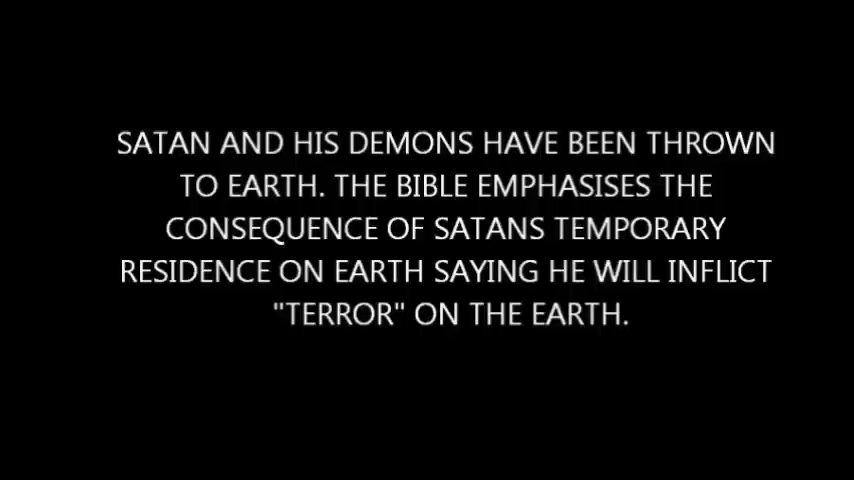 SATAN AND HIS DEMONS HAVE BEEN THROWN
TO EARTH. THE BIBLE EMPHASISES THE
CONSEQUENCE OF SATANS TEMPORARY
RESIDENCE ON EARTH SAYING HE WILL INFLICT
"TERROR" ON THE EARTH.